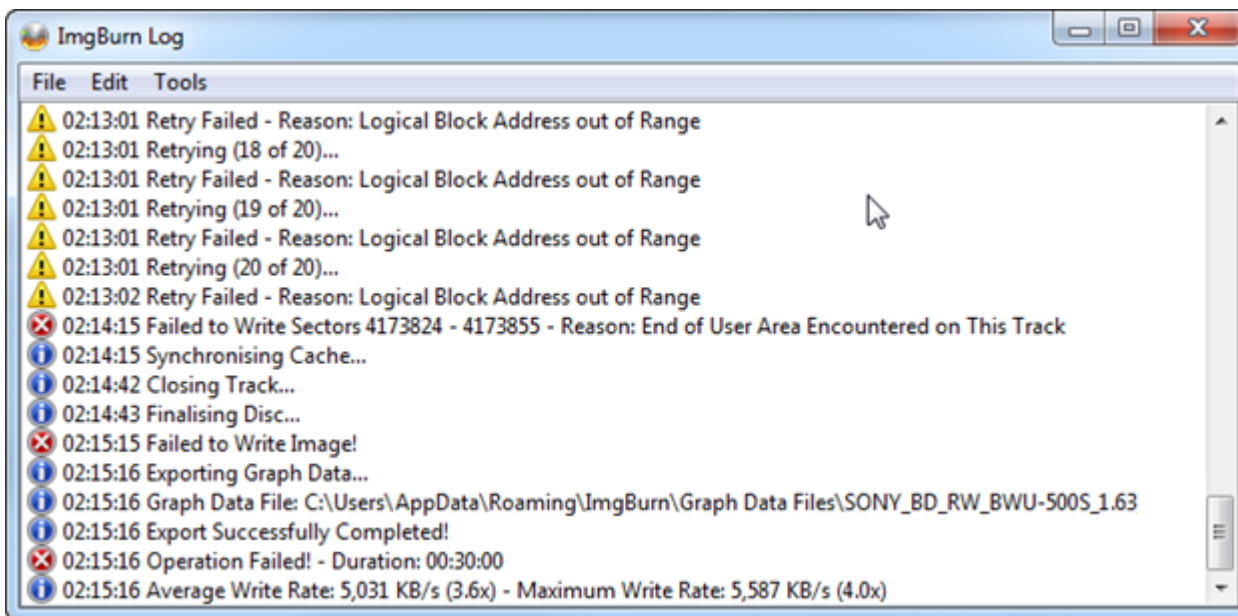 ImgBurn Log
File Edit Tools
02:13:01 Retry Failed - Reason: Logical Block Address out of Range
02:13:01 Retrying (18 of 20)...
02:13:01 Retry Failed - Reason: Logical Block Address out of Range
02:13:01 Retrying (19 of 20)...
02:13:01 Retry Failed - Reason: Logical Block Address out of Range
02:13:01 Retrying (20 of 20)...
02:13:02 Retry Failed - Reason: Logical Block Address out of Range
02:14:15 Failed to Write Sectors 4173824 - 4173855 - Reason: End of User Area Encountered on This Track
02:14:15 Synchronising Cache...
02:14:42 Closing Track...
02:14:43 Finalising Disc...
02:15:15 Failed to Write Image!
02:15:16 Exporting Graph Data...
02:15:16 Graph Data File: C:\Users\AppData\Roaming\ImgBurn\Graph Data Files\SONY_BD_RW_BWU-500S_1.63
02:15:16 Export Successfully Completed!
02:15:16 Operation Failed! - Duration: 00:30:00
02:15:16 Average Write Rate: 5,031 KB/s (3.6x) - Maximum Write Rate: 5,587 KB/s (4.0x)